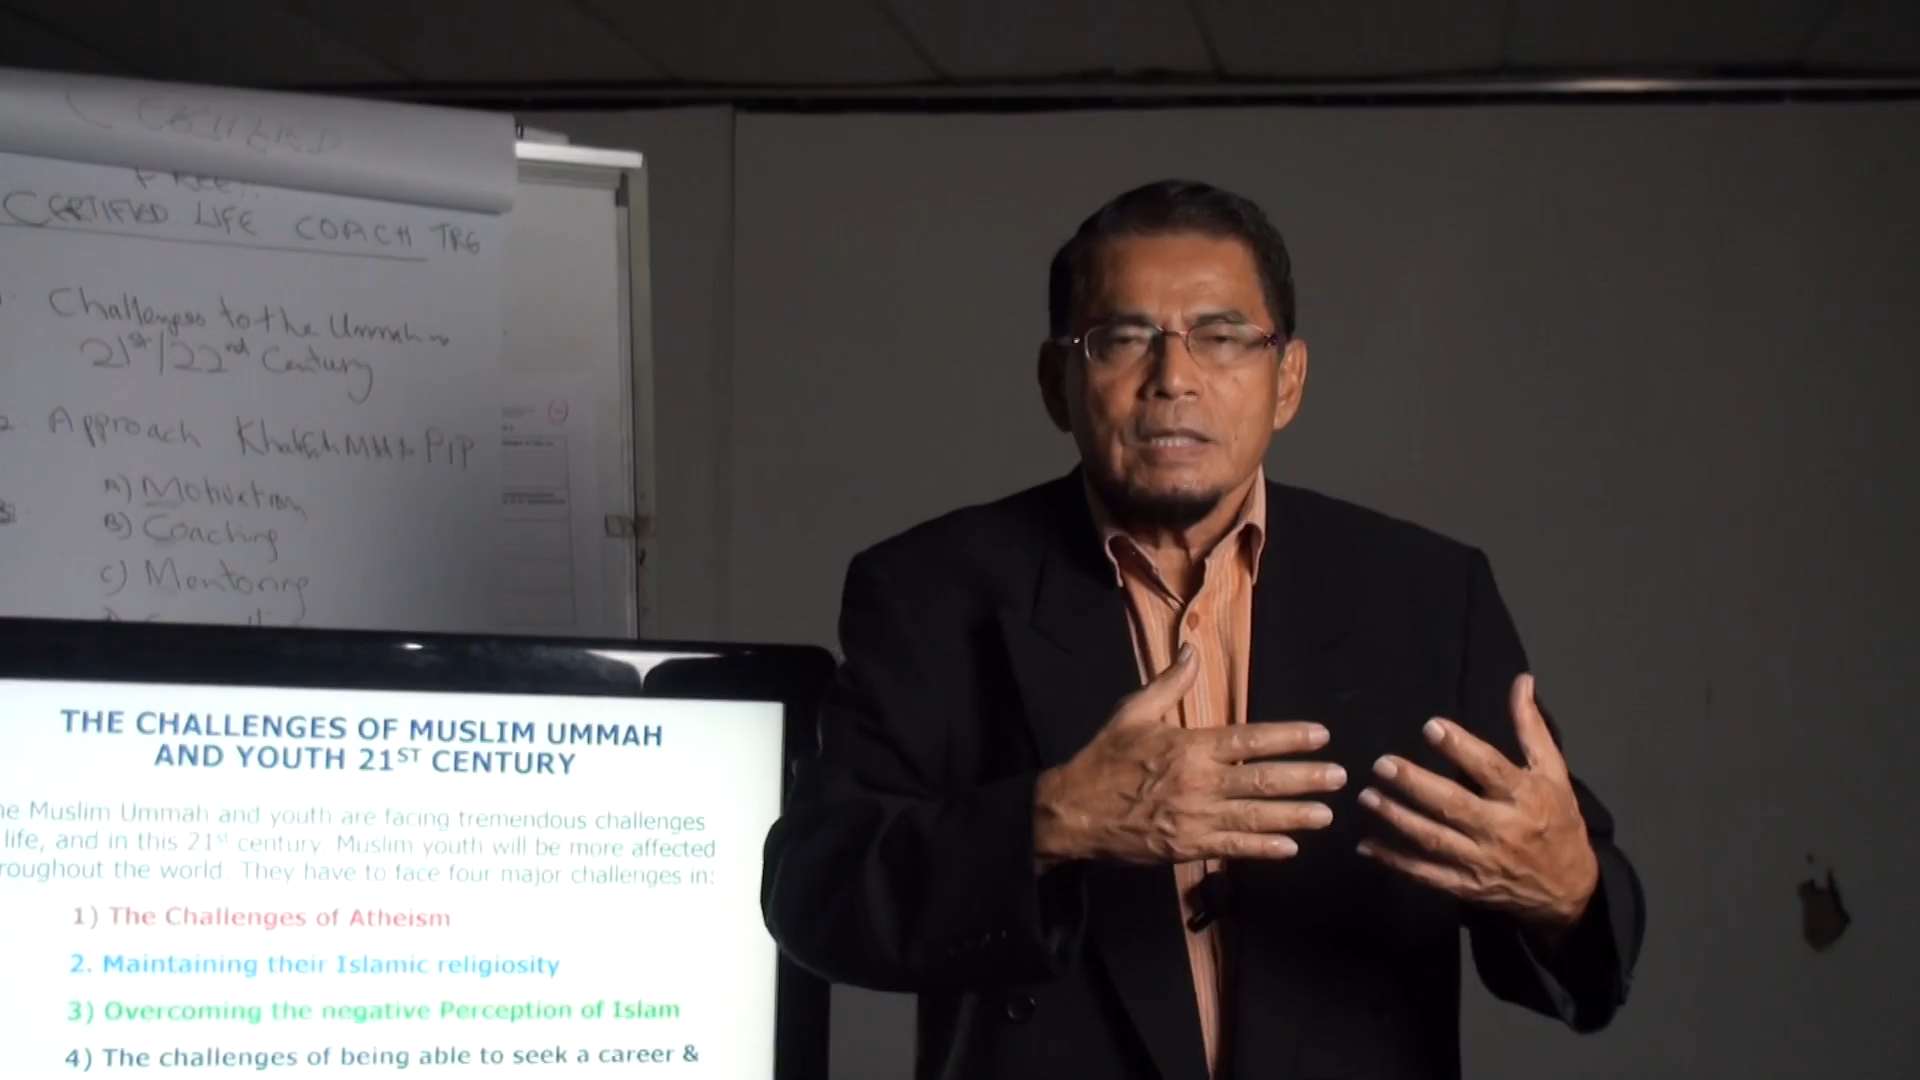 CERTIFIED
FREE..
CERTIFIED LIFE COACH TRG
Challenges to the Ummah
21st/22nd Century
2. Approach PIP
A) Motivation
B) Coaching
C) Mentoring
THE CHALLENGES OF MUSLIM UMMAH
AND YOUTH 21ST CENTURY
he Muslim Ummah and youth are facing tremendous challenges
life, and in this 21st century. Muslim youth will be more affected
roughout the world. They have to face four major challenges in:
1) The Challenges of Atheism
2. Maintaining their Islamic religiosity
3) Overcoming the negative Perception of Islam
4) The challenges of being able to seek a career &